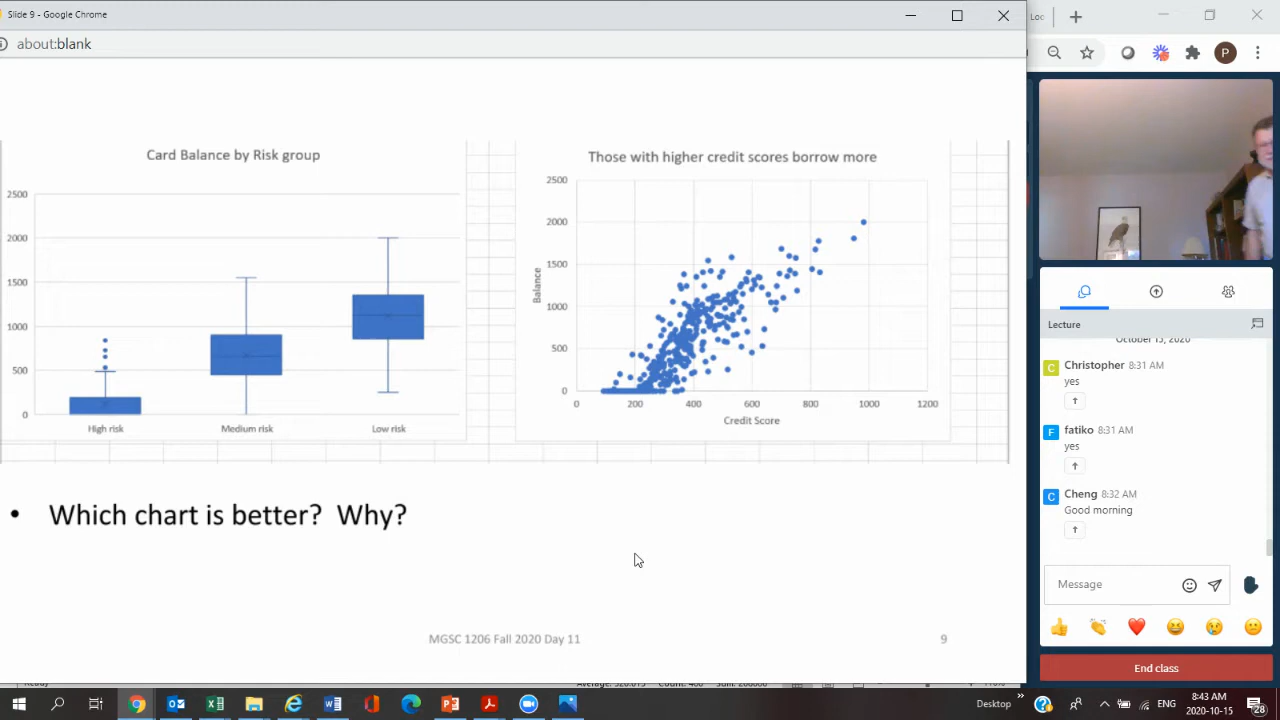 Slide 9 - Google Chrome
about:blank
Card Balance by Risk group
2500
2000
1500
1000
500
0
High risk
Medium risk
Low risk
Those with higher credit scores borrow more
2500
2000
1500
1000
500
0
Balance
0
200
400
600
800
1000
1200
Credit Score
• Which chart is better? Why?
MGSC 1206 Fall 2020 Day 11
9
P
Lecture
October 15, 2020
C
Christopher 8:31 AM
yes
F
fatiko 8:31 AM
yes
C
Cheng 8:32 AM
Good morning
Message
End class
Desktop
ENG
8:43 AM
2020-10-15
28